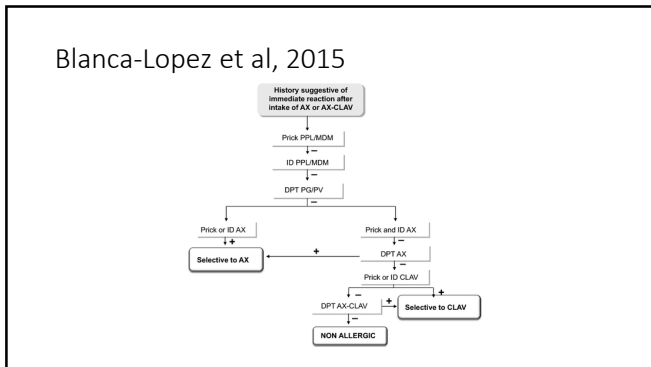 Blanca-Lopez et al, 2015
History suggestive of
immediate reaction after
intake of AX or AX-CLAV
Prick PPL/MDM
–
ID PPL/MDM
–
DPT PG/PV
–
Prick or ID AX
+
Selective to AX
Prick and ID AX
–
DPT AX
+
–
Prick or ID CLAV
–
+
DPT AX-CLAV
+
Selective to CLAV
–
NON ALLERGIC